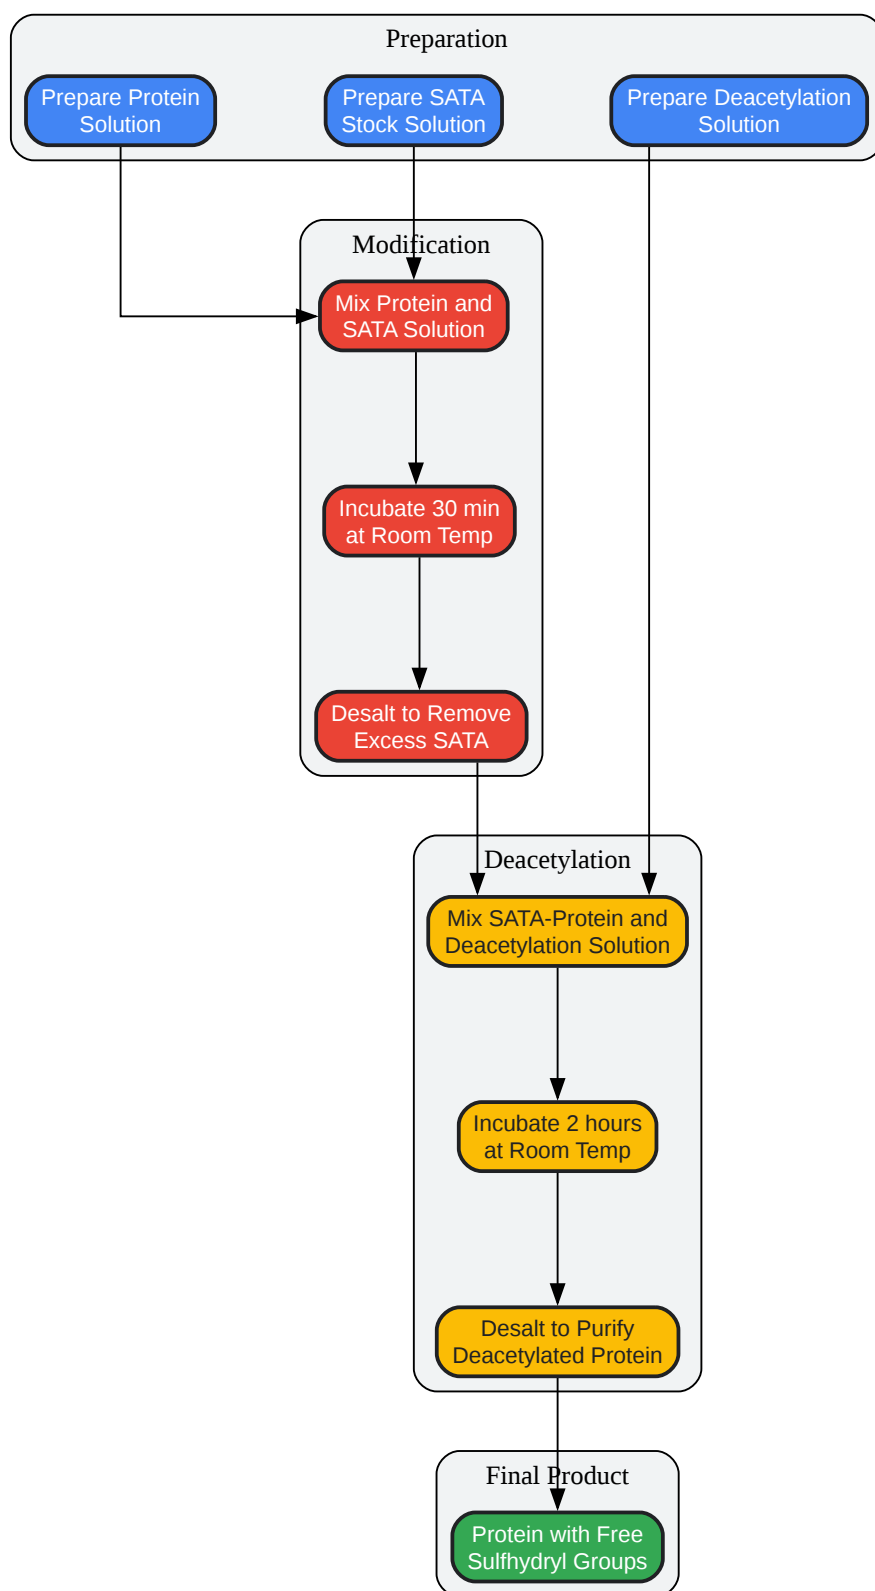 Preparation
Prepare Protein
Solution
Prepare SATA
Stock Solution
Prepare Deacetylation
Solution
Modification
Mix Protein and
SATA Solution
Incubate 30 min
at Room Temp
Desalt to Remove
Excess SATA
Deacetylation
Mix SATA-Protein and
Deacetylation Solution
Incubate 2 hours
at Room Temp
Desalt to Purify
Deacetylated Protein
Final Product
Protein with Free
Sulfhydryl Groups